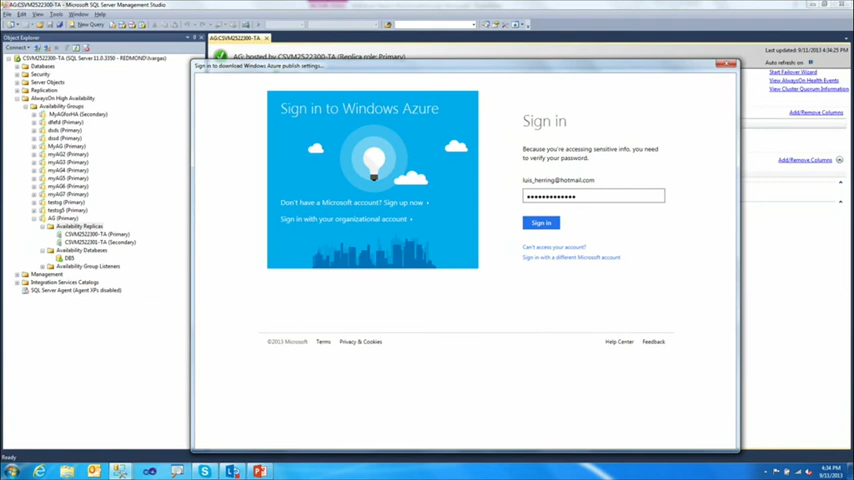 AG:CSVM2522300-TA - Microsoft SQL Server Management Studio
File Edit View Tools Window Help
New Query
Object Explorer
AG:CSVM2522300-TA
Connect
AG: hosted by CSVM2522300-TA (Replica role: Primary)
Last updated: 9/11/2013 4:34:25 PM
Auto refresh: on
CSVM2522300-TA (SQL Server 11.0.3350 - REDMOND\vargas)
Databases
Security
Server Objects
Replication
AlwaysOn High Availability
Availability Groups
MyAGforHA (Secondary)
dfefd (Primary)
dsds (Primary)
dssd (Primary)
MyAG (Primary)
myAG2 (Primary)
myAG3 (Primary)
myAG4 (Primary)
myAG5 (Primary)
myAG6 (Primary)
myAG7 (Primary)
testsg (Primary)
testsg5 (Primary)
AG (Primary)
Availability Replicas
CSVM2522300-TA (Primary)
CSVM2522301-TA (Secondary)
Availability Databases
DB5
Availability Group Listeners
Management
Integration Services Catalogs
SQL Server Agent (Agent XPs disabled)
Start Failover Wizard
View AlwaysOn Health Events
View Cluster Quorum Information
Add/Remove Columns
Add/Remove Columns
Sign in to download Windows Azure publish settings...
Sign in to Windows Azure
Don't have a Microsoft account? Sign up now
Sign in with your organizational account
Sign in
Because you're accessing sensitive info, you need
to verify your password.
luis_herring@hotmail.com
Sign in
Can't access your account?
Sign in with a different Microsoft account
©2013 Microsoft Terms Privacy & Cookies Help Center Feedback
Ready
4:34 PM
9/11/2013